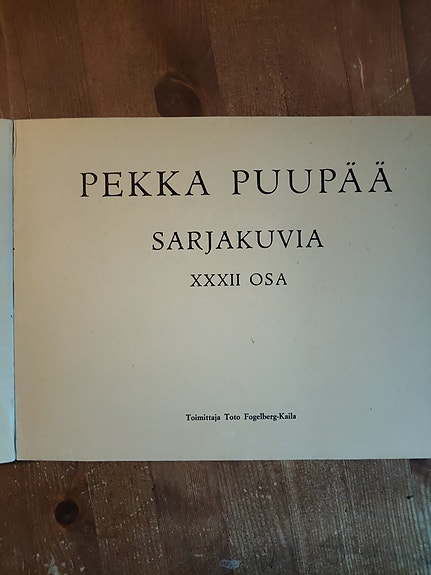 PEKKA PUUPÄÄ
SARJAKUVIA
XXXII OSA
Toimittaja Toto Fogelberg-Kaila